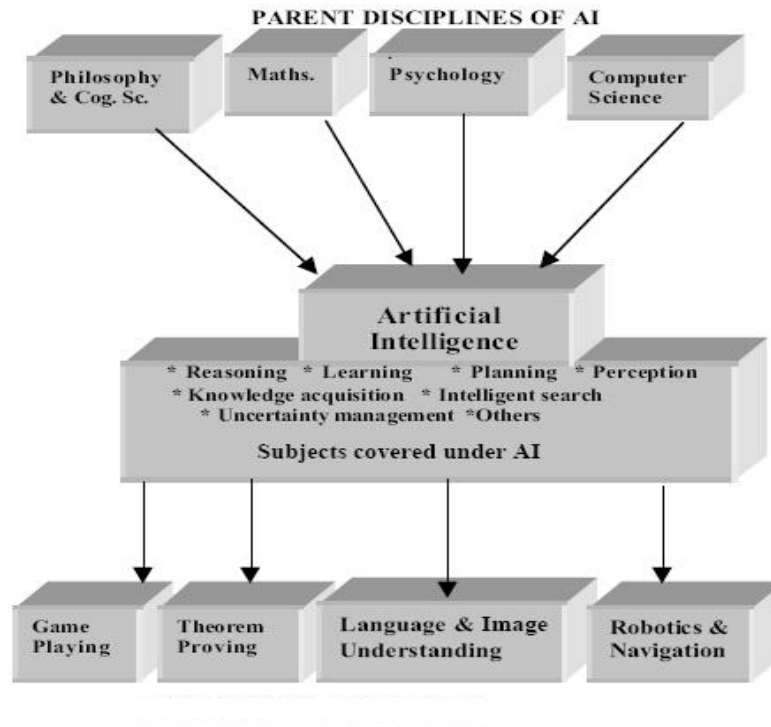 PARENT DISCIPLINES OF AI
Philosophy
& Cog. Sc.
Maths.
Psychology
Computer
Science
Artificial
Intelligence
* Reasoning * Learning * Planning * Perception
* Knowledge acquisition * Intelligent search
* Uncertainty management *Others
Subjects covered under AI
Game
Playing
Theorem
Proving
Language & Image
Understanding
Robotics &
Navigation